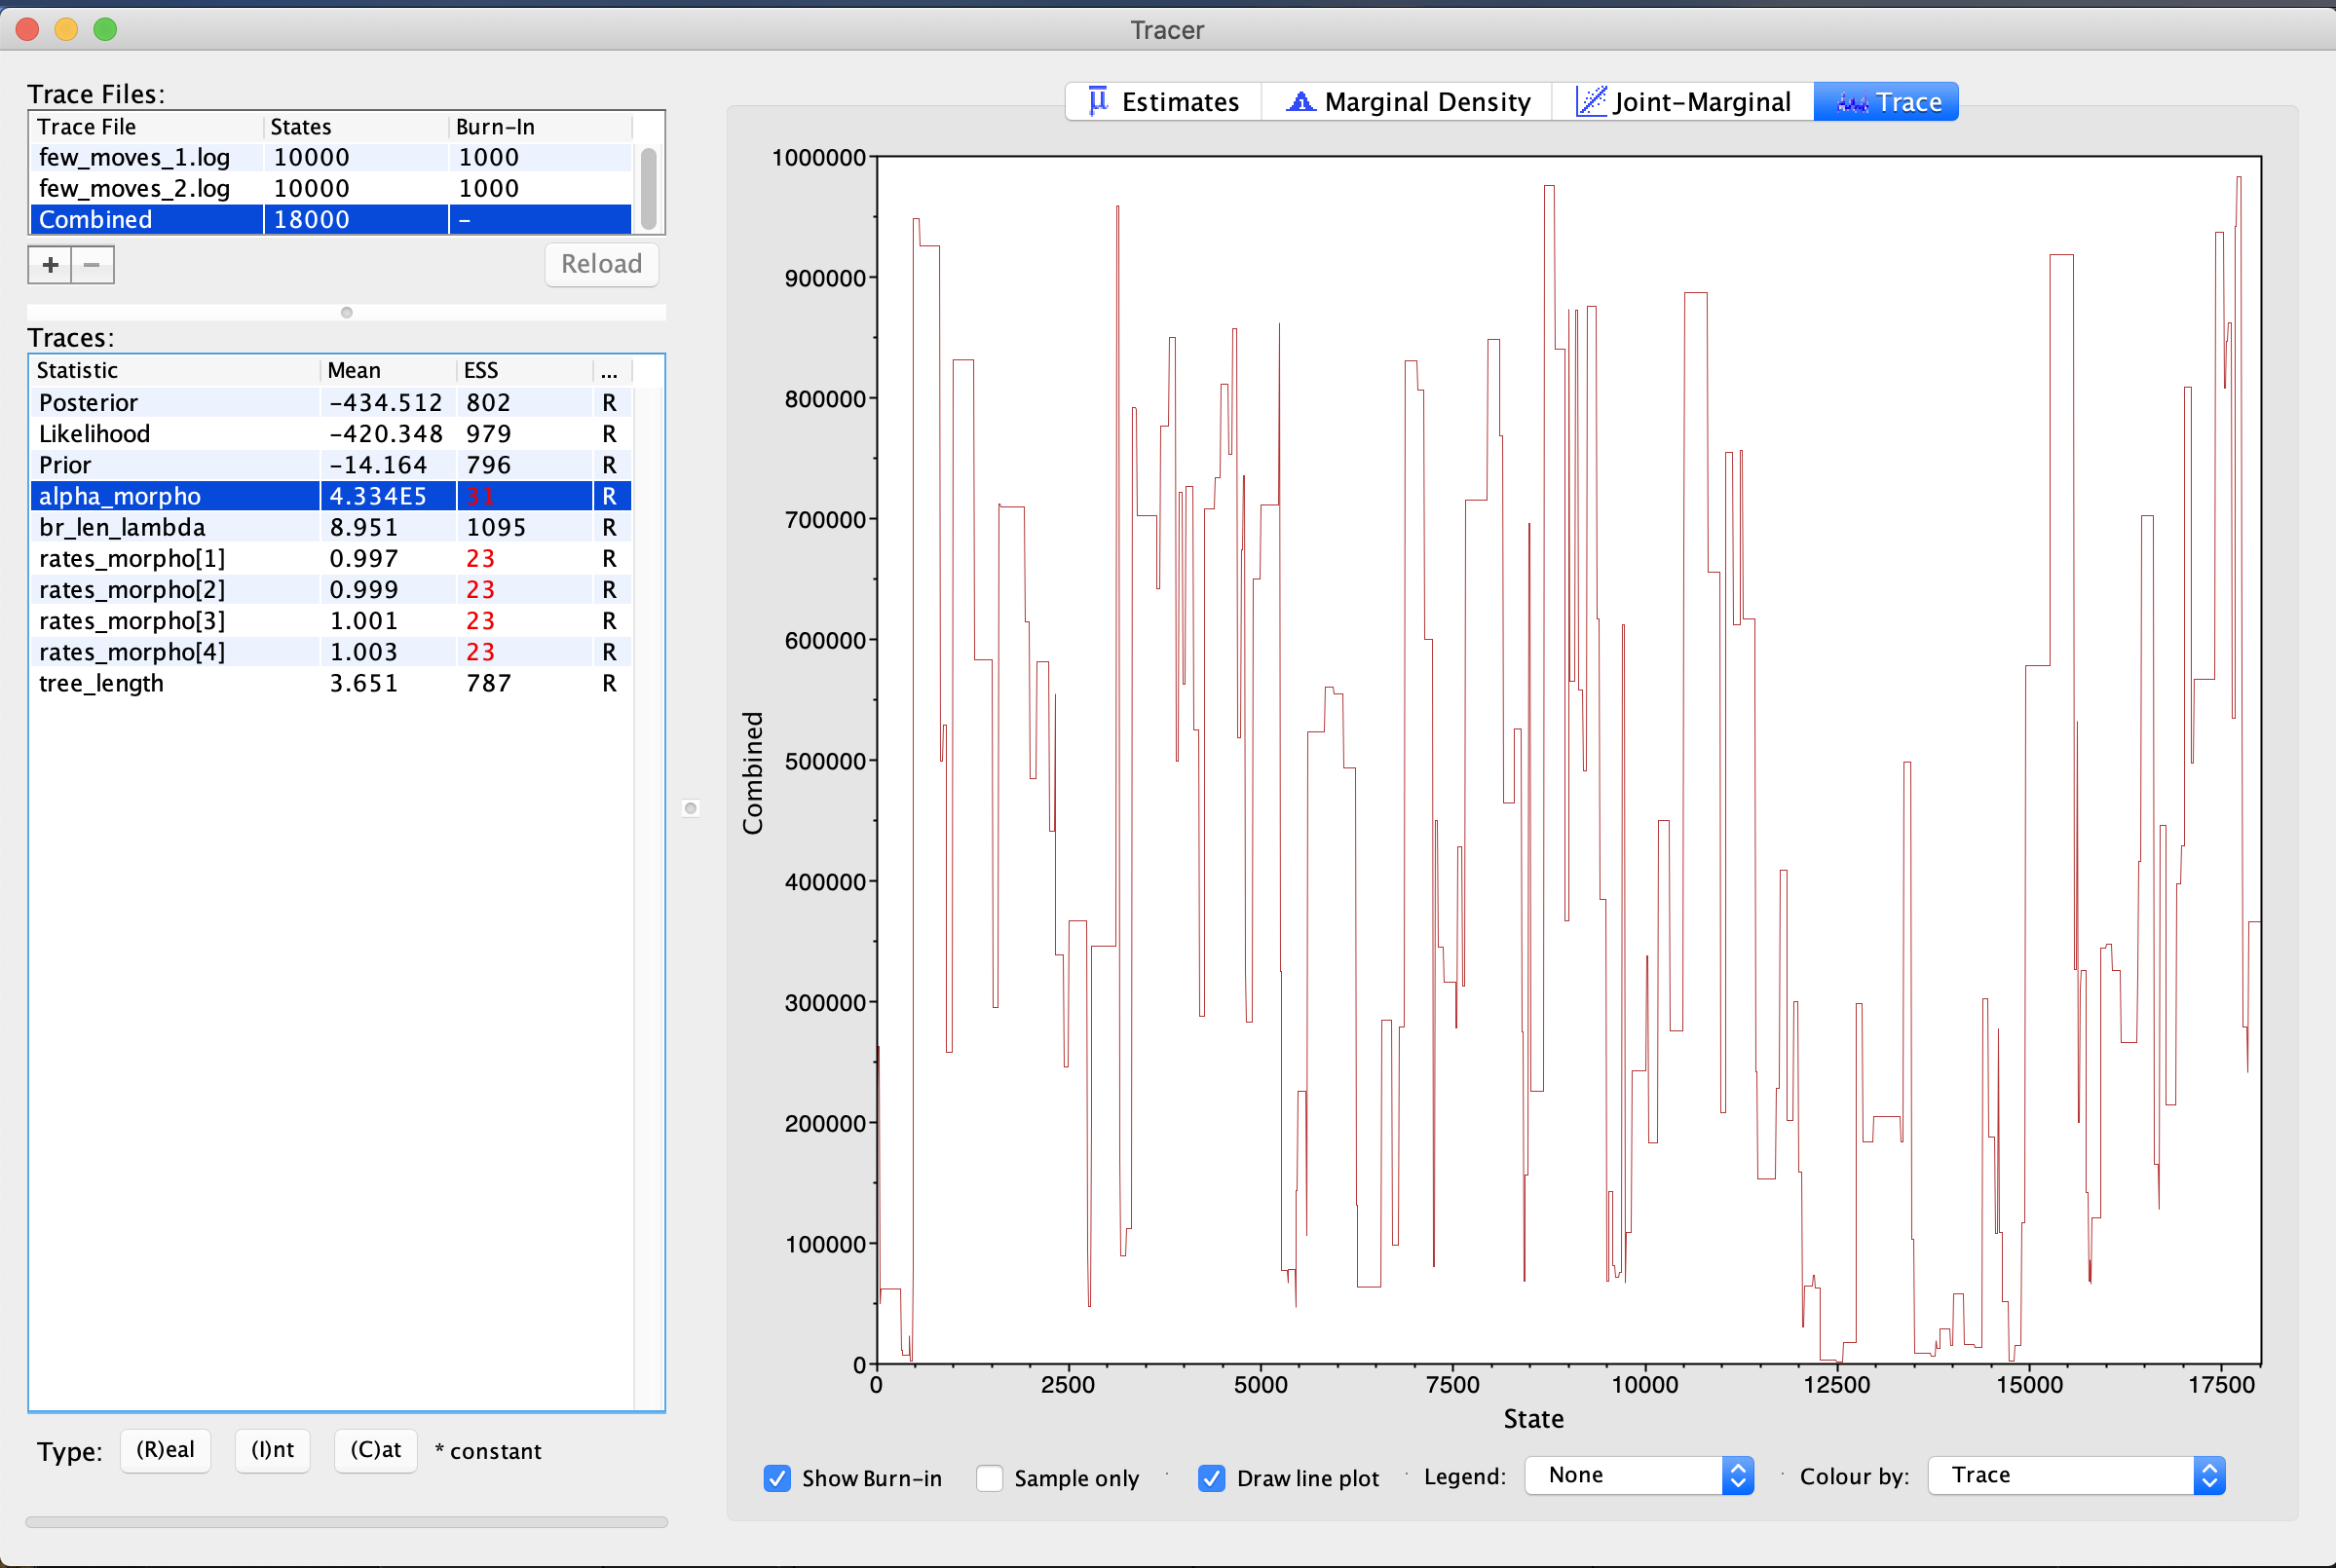 Tracer
Trace Files:
Trace File States Burn-In
few_moves_1.log 10000 1000
few_moves_2.log 10000 1000
Combined 18000 -
+ -
Reload
Traces:
Statistic Mean ESS ...
Posterior -434.512 802 R
Likelihood -420.348 979 R
Prior -14.164 796 R
alpha_morpho 4.334E5 31 R
br_len_lambda 8.951 1095 R
rates_morpho[1] 0.997 23 R
rates_morpho[2] 0.999 23 R
rates_morpho[3] 1.001 23 R
rates_morpho[4] 1.003 23 R
tree_length 3.651 787 R
Type: (R)eal (I)nt (C)at * constant
Estimates Marginal Density Joint-Marginal Trace
1000000
900000
800000
700000
600000
500000
400000
300000
200000
100000
0
Combined
0 2500 5000 7500 10000 12500 15000 17500
State
Show Burn-in Sample only Draw line plot Legend: None Colour by: Trace